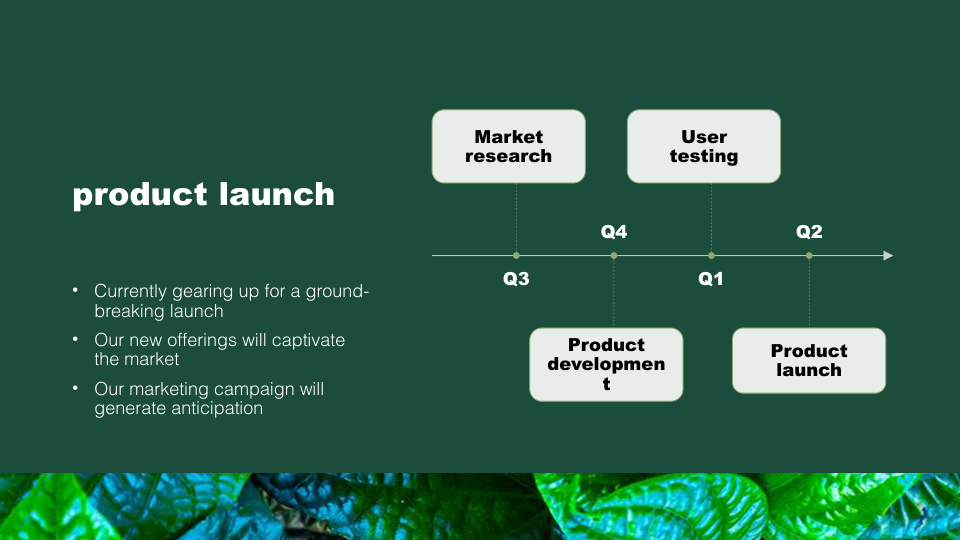 product launch
• Currently gearing up for a ground-
breaking launch
• Our new offerings will captivate
the market
• Our marketing campaign will
generate anticipation
Market
research
User
testing
Q4
Q2
Q3
Q1
Product
developmen
t
Product
launch